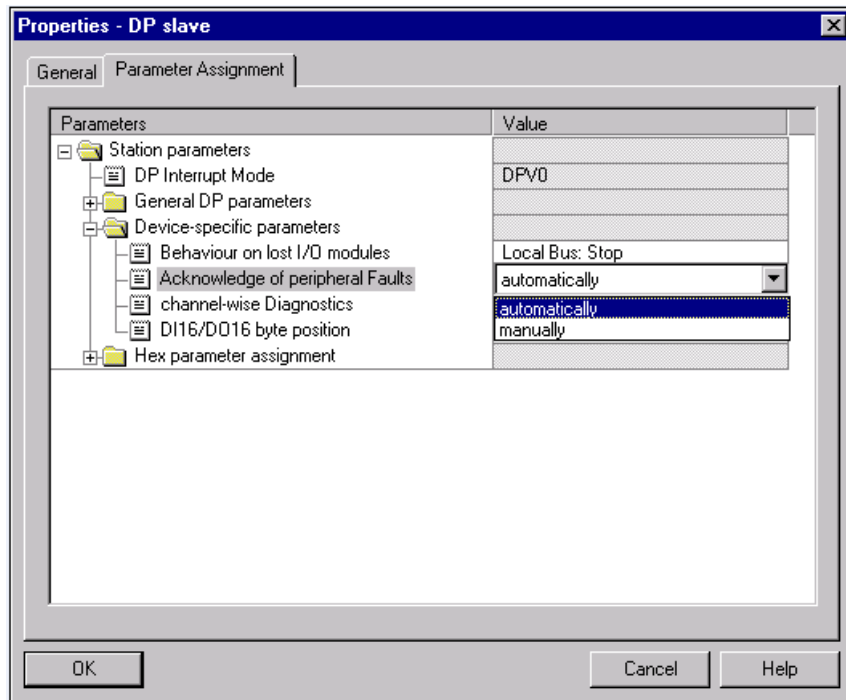 Properties - DP slave
General Parameter Assignment
Parameters Value
Station parameters
DP Interrupt Mode DPV0
General DP parameters
Device-specific parameters
Behaviour on lost I/O modules Local Bus: Stop
Acknowledge of peripheral Faults automatically
channel-wise Diagnostics automatically
DI16/DO16 byte position manually
Hex parameter assignment
OK Cancel Help